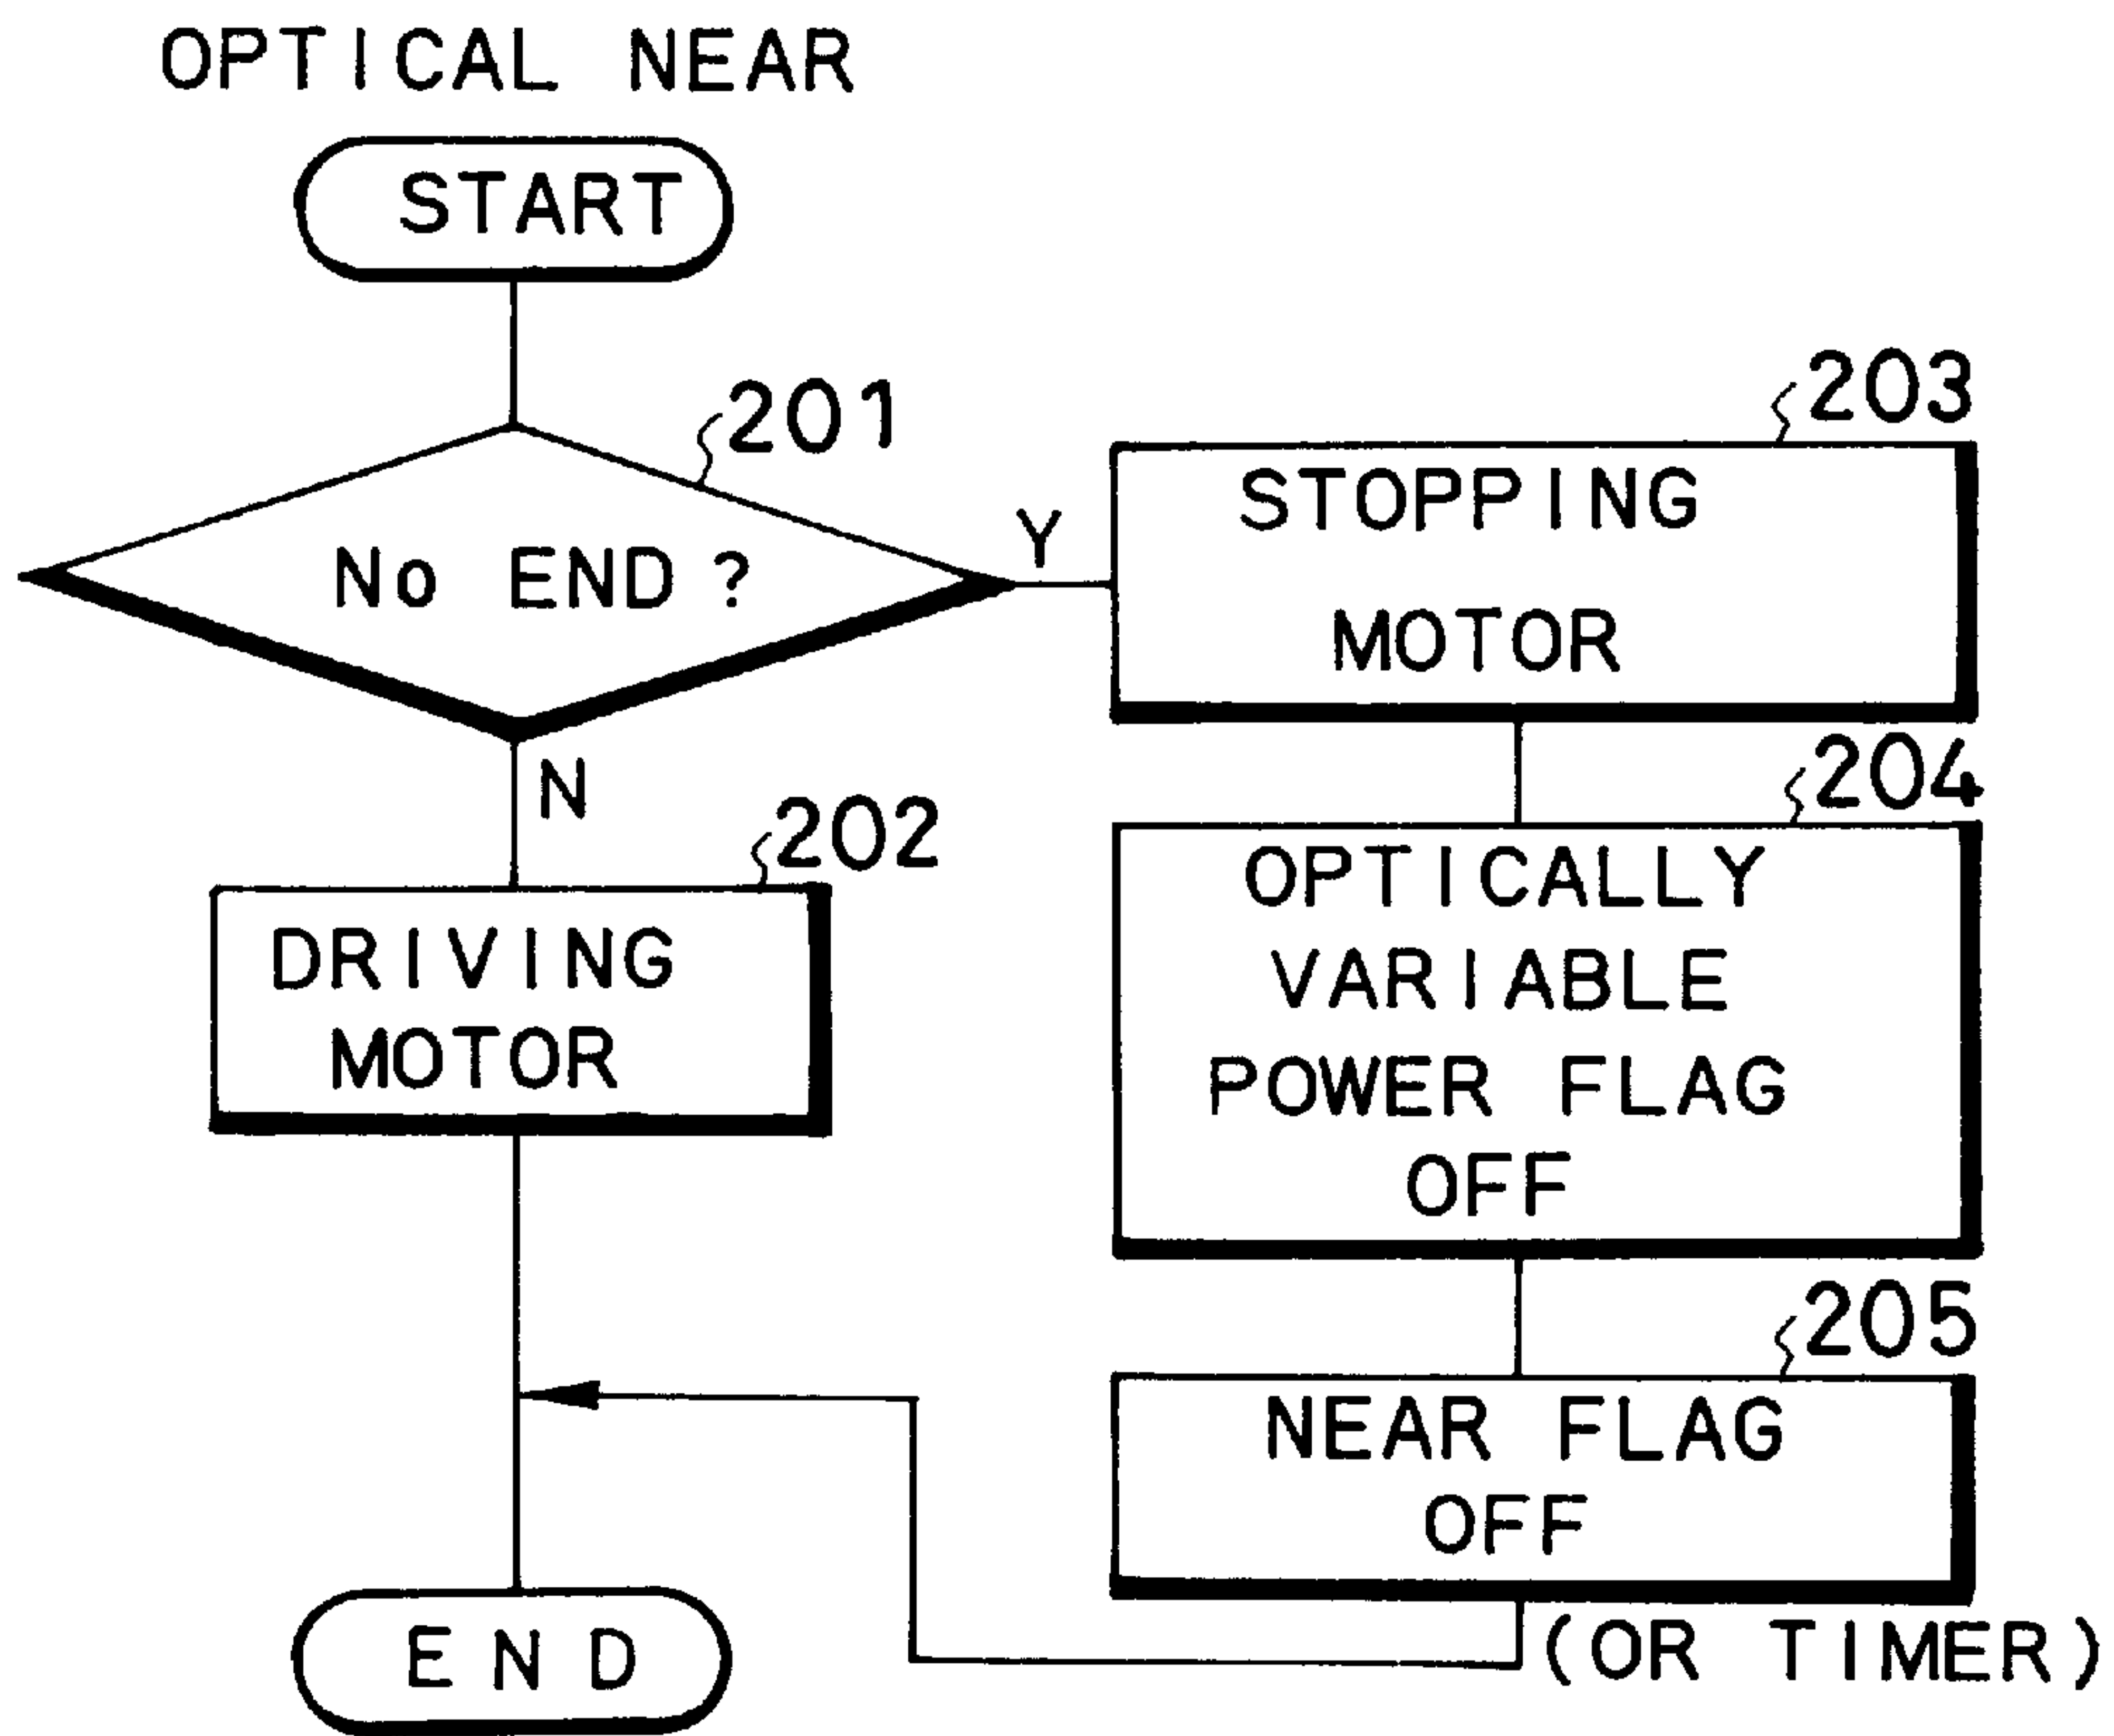 OPTICAL NEAR
START
201
No END ?
Y
N
202
DRIVING
MOTOR
203
STOPPING
MOTOR
204
OPTICALLY
VARIABLE
POWER FLAG
OFF
205
NEAR FLAG
OFF
(OR TIMER)
END